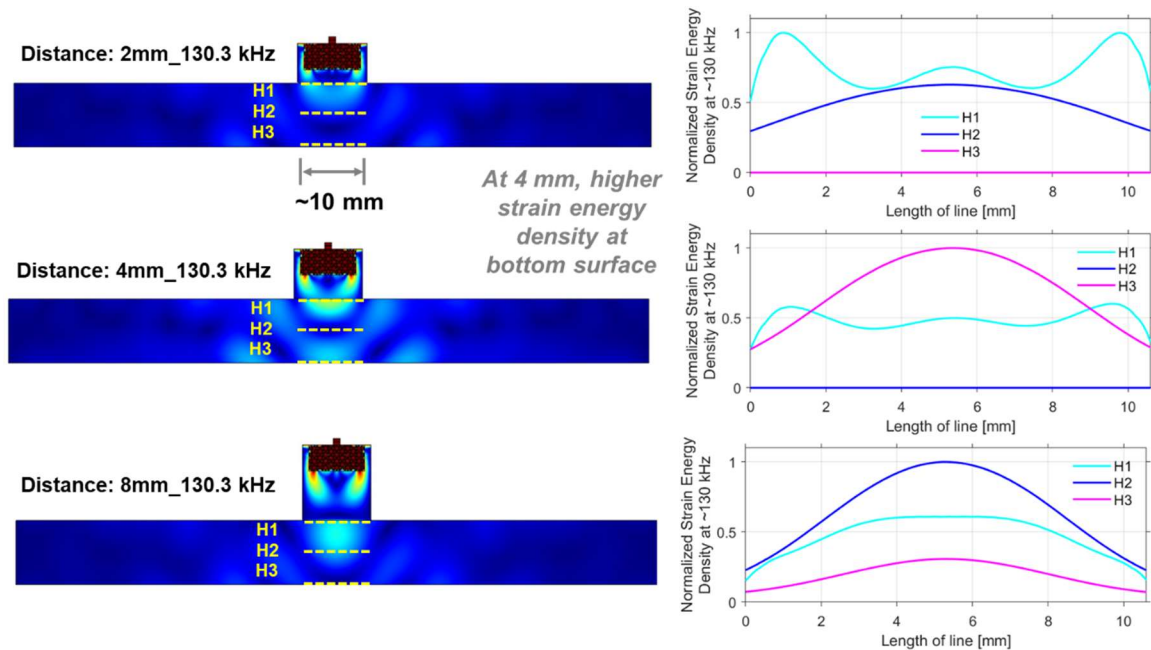 Distance: 2mm_130.3 kHz
H1
H2
H3
~10 mm
At 4 mm, higher
strain energy
density at
bottom surface
Distance: 4mm_130.3 kHz
H1
H2
H3
Distance: 8mm_130.3 kHz
H1
H2
H3
Normalized Strain Energy
Density at ~130 kHz
1
0.5
0
H1
H2
H3
0 2 4 6 8 10
Length of line [mm]
Normalized Strain Energy
Density at ~130 kHz
1
0.5
0
H1
H2
H3
0 2 4 6 8 10
Length of line [mm]
Normalized Strain Energy
Density at ~130 kHz
1
0.5
0
H1
H2
H3
0 2 4 6 8 10
Length of line [mm]